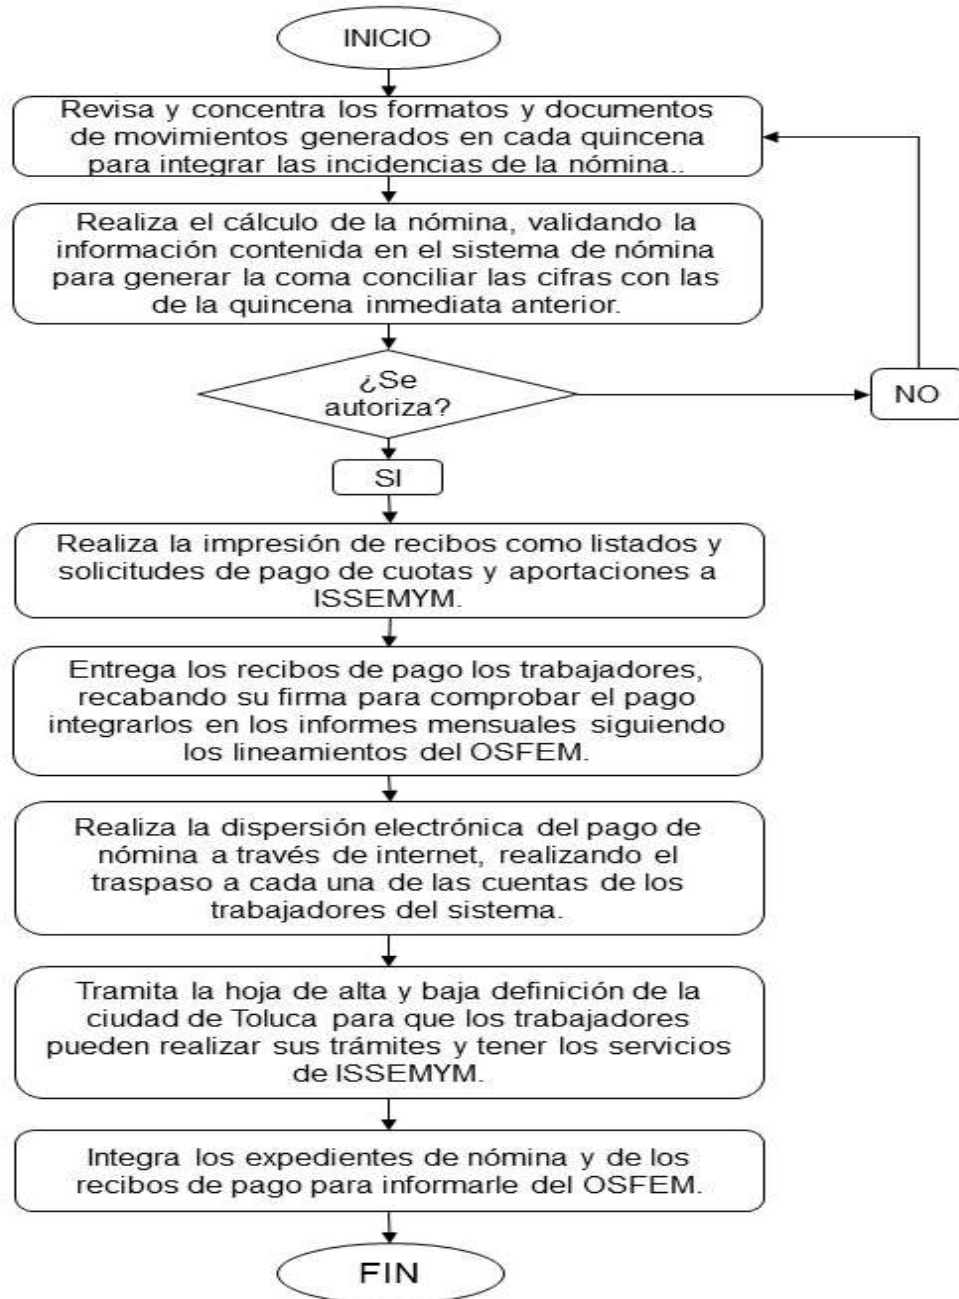 INICIO
Revisa y concentra los formatos y documentos
de movimientos generados en cada quincena
para integrar las incidencias de la nómina..
Realiza el cálculo de la nómina, validando la
información contenida en el sistema de nómina
para generar la coma conciliar las cifras con las
de la quincena inmediata anterior.
¿Se
autoriza?
NO
SI
Realiza la impresión de recibos como listados y
solicitudes de pago de cuotas y aportaciones a
ISSEMYM.
Entrega los recibos de pago los trabajadores,
recabando su firma para comprobar el pago
integrarlos en los informes mensuales siguiendo
los lineamientos del OSFEM.
Realiza la dispersión electrónica del pago de
nómina a través de internet, realizando el
traspaso a cada una de las cuentas de los
trabajadores del sistema.
Tramita la hoja de alta y baja definición de la
ciudad de Toluca para que los trabajadores
pueden realizar sus trámites y tener los servicios
de ISSEMYM.
Integra los expedientes de nómina y de los
recibos de pago para informarle del OSFEM.
FIN